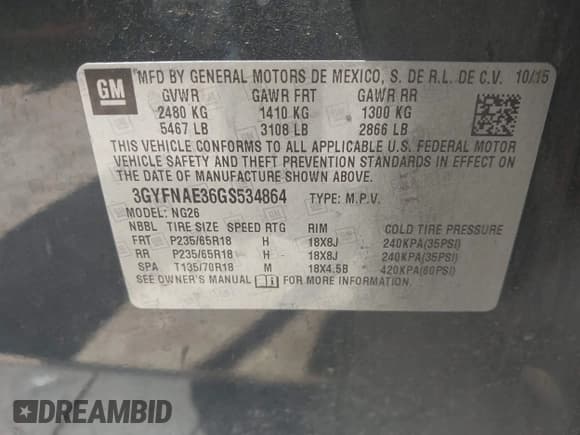 GM MFD BY GENERAL MOTORS DE MEXICO, S. DE R.L. DE C.V. 10/15
GVWR GAWR FRT GAWR RR
2480 KG 1410 KG 1300 KG
5467 LB 3108 LB 2866 LB
THIS VEHICLE CONFORMS TO ALL APPLICABLE U.S. FEDERAL MOTOR
VEHICLE SAFETY AND THEFT PREVENTION STANDARDS IN EFFECT ON
THE DATE OF MANUFACTURE SHOWN ABOVE.
3GYFNAE36GS534864 TYPE: M.P.V.
MODEL: NG26
NBBL TIRE SIZE SPEED RTG RIM COLD TIRE PRESSURE
FRT P235/65R18 H 18X8J 240KPA(35PSI)
RR P235/65R18 H 18X8J 240KPA(35PSI)
SPA T135/70R18 M 18X4.5B 420KPA(60PSI)
SEE OWNER'S MANUAL FOR MORE INFORMATION.
DREAMBID